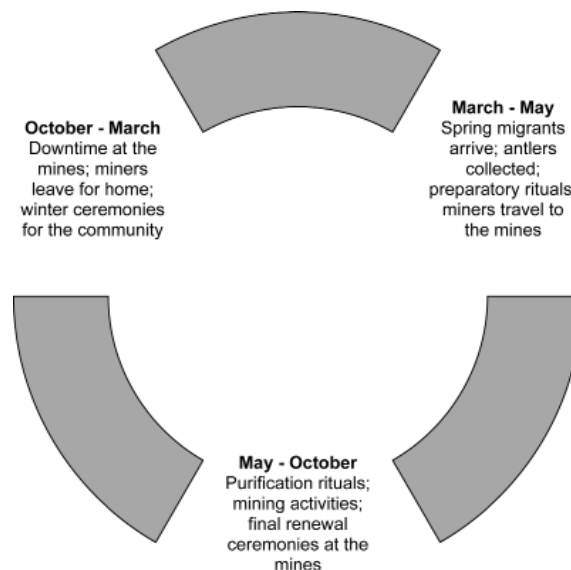 October - March
Downtime at the
mines; miners
leave for home;
winter ceremonies
for the community
March - May
Spring migrants
arrive; antlers
collected;
preparatory rituals
miners travel to
the mines
May - October
Purification rituals;
mining activities;
final renewal
ceremonies at the
mines